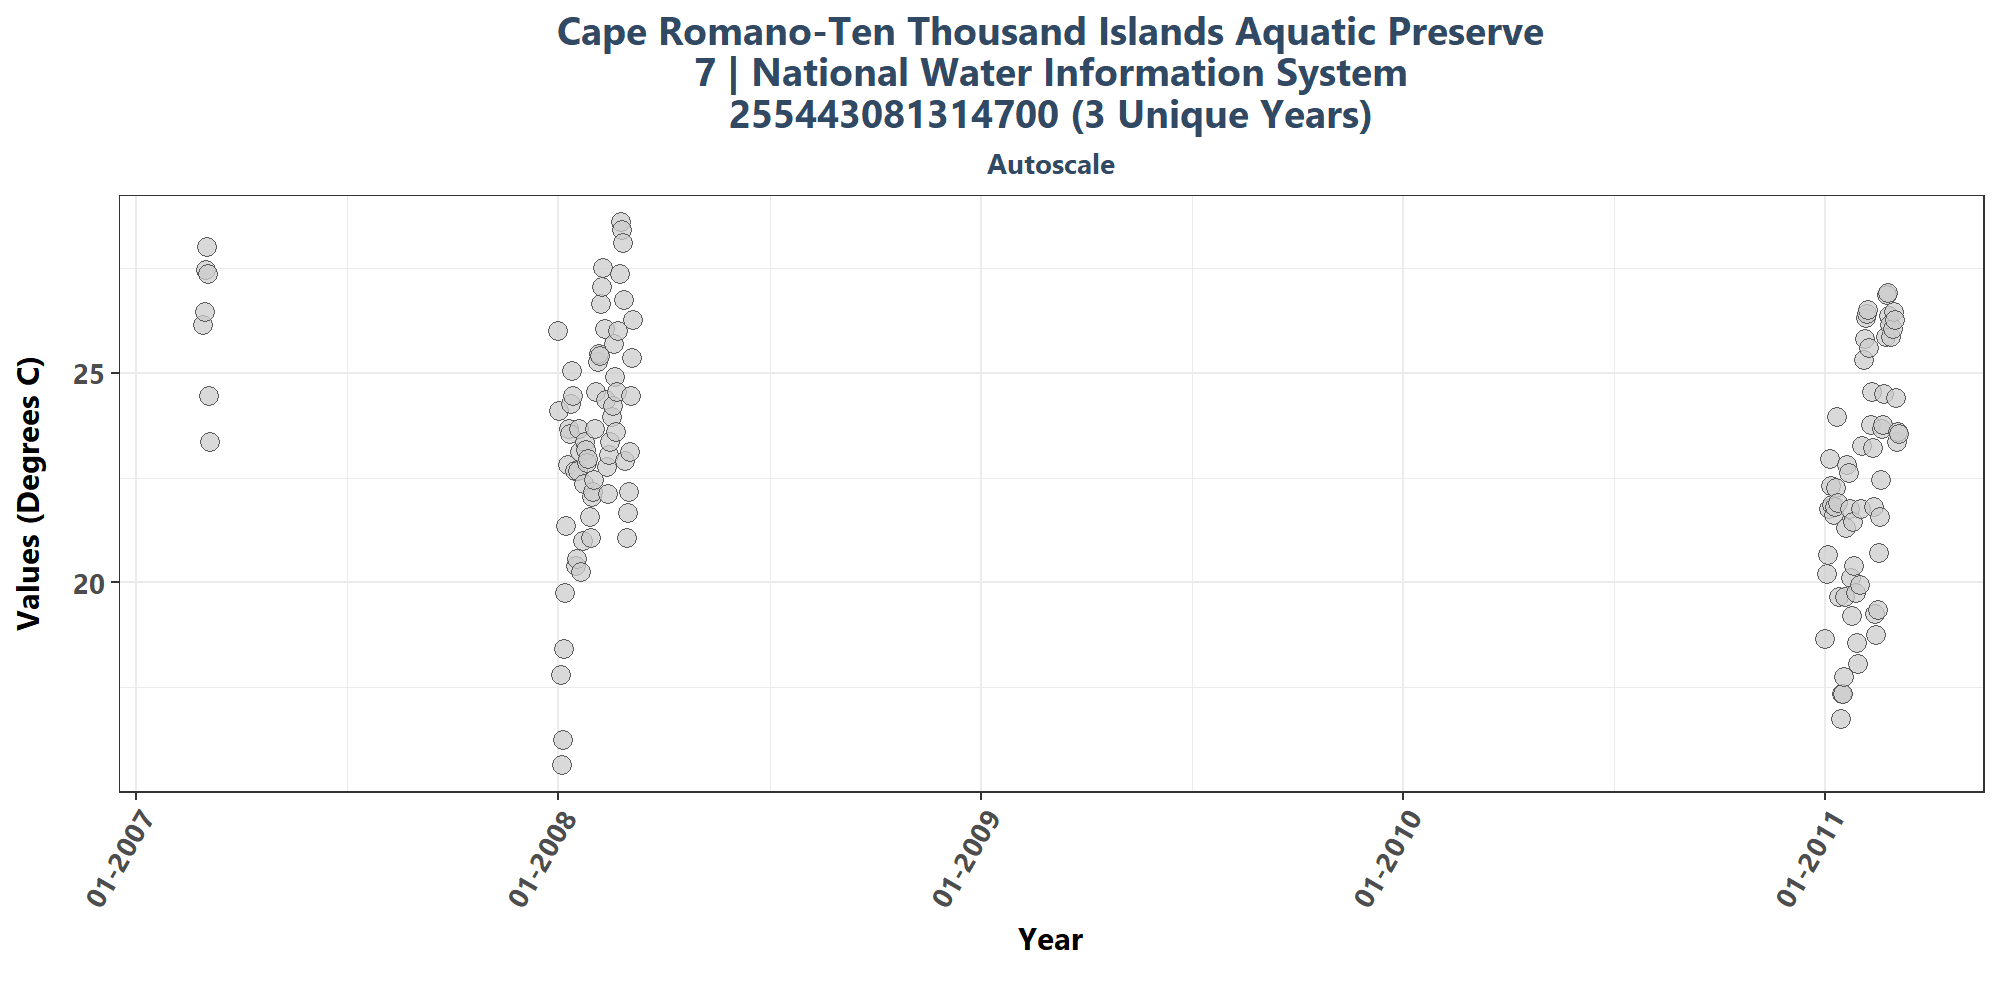 Cape Romano-Ten Thousand Islands Aquatic Preserve
7 | National Water Information System
255443081314700 (3 Unique Years)
Autoscale
Values (Degrees C)
25
20
01-2007
01-2008
01-2009
01-2010
01-2011
Year